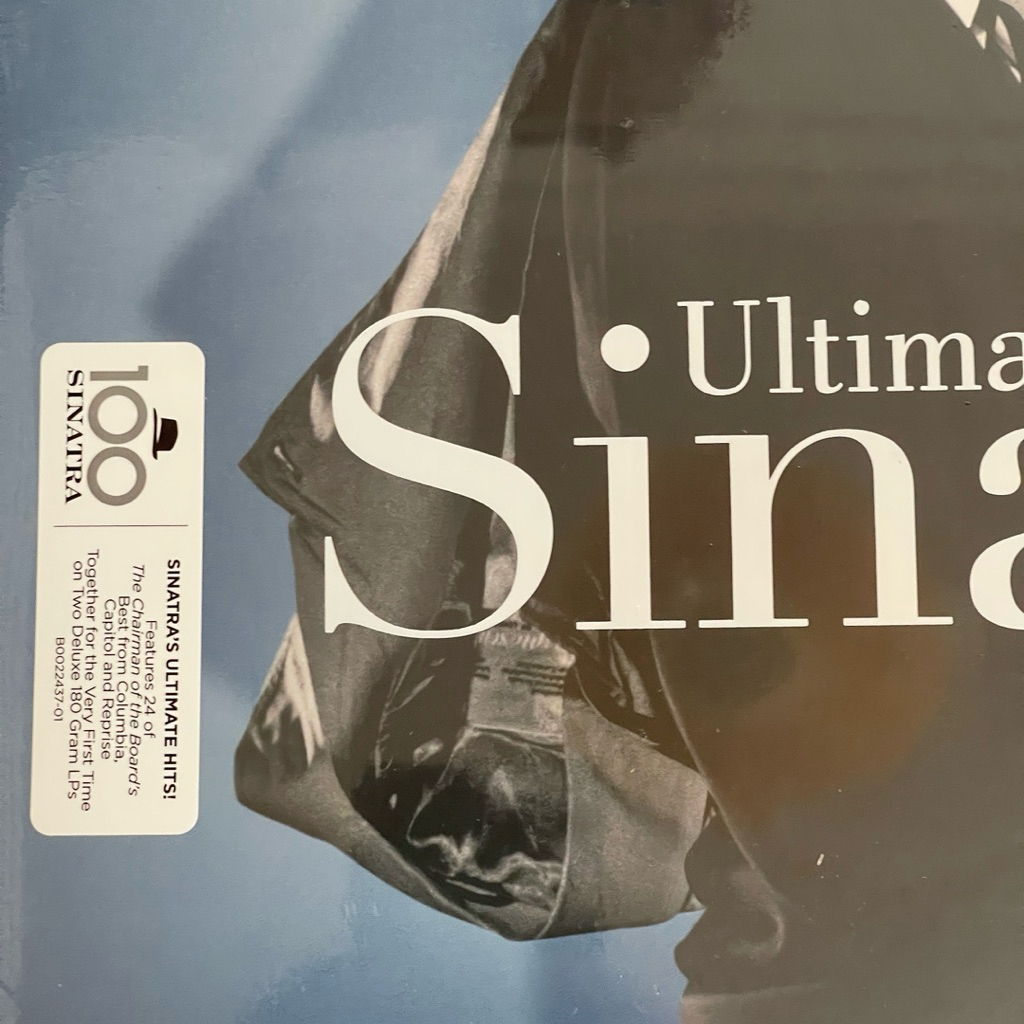 Ultima
Sina
100
SINATRA
SINATRA'S ULTIMATE HITS!
Features 24 of
The Chairman of the Board's
Best from Columbia,
Capitol and Reprise
Together for the Very First Time
on Two Deluxe 180 Gram LPs
B0022437-01